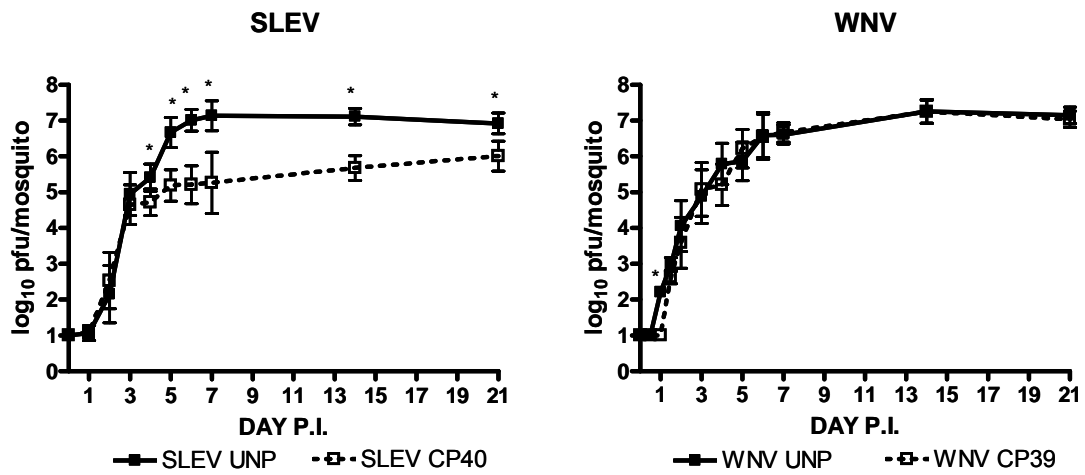 SLEV
log10 pfu/mosquito
8
7
6
5
4
3
2
1
0
* * * * * *
1 3 5 7 9 11 13 15 17 19 21
DAY P.I.
SLEV UNP SLEV CP40
WNV
log10 pfu/mosquito
8
7
6
5
4
3
2
1
0
*
1 3 5 7 9 11 13 15 17 19 21
DAY P.I.
WNV UNP WNV CP39